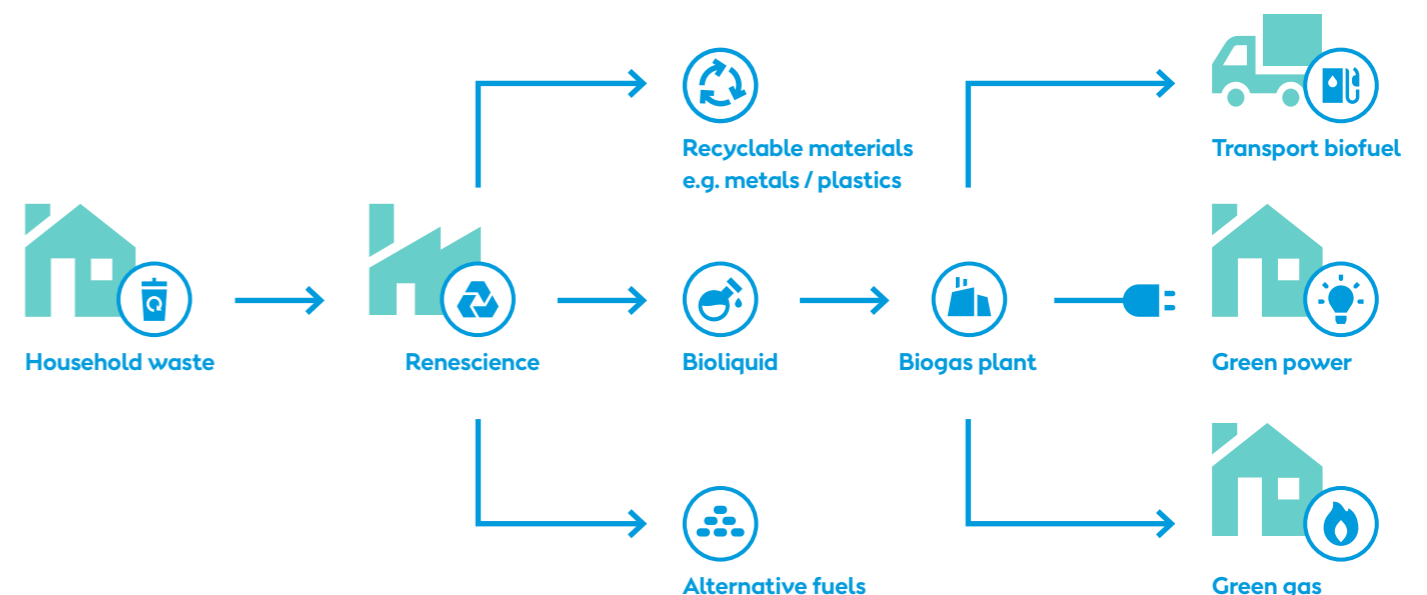 Recyclable materials
e.g. metals / plastics
Transport biofuel
Household waste
Renescience
Bioliquid
Biogas plant
Green power
Alternative fuels
Green gas